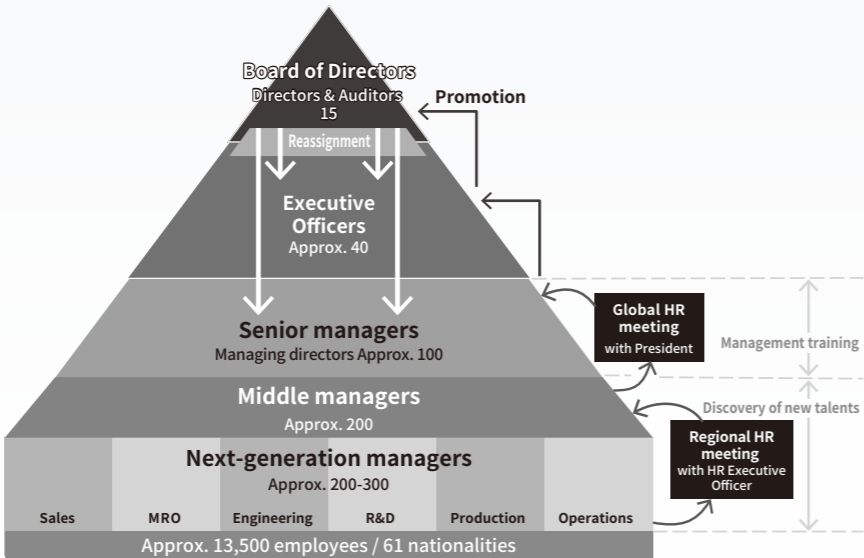 Board of Directors
Directors & Auditors
15
Promotion
Reassignment
Executive
Officers
Approx. 40
Global HR
meeting
with President
Senior managers
Managing directors Approx. 100
Management training
Middle managers
Approx. 200
Discovery of new talents
Regional HR
meeting
with HR Executive
Officer
Next-generation managers
Approx. 200-300
Sales
MRO
Engineering
R&D
Production
Operations
Approx. 13,500 employees / 61 nationalities